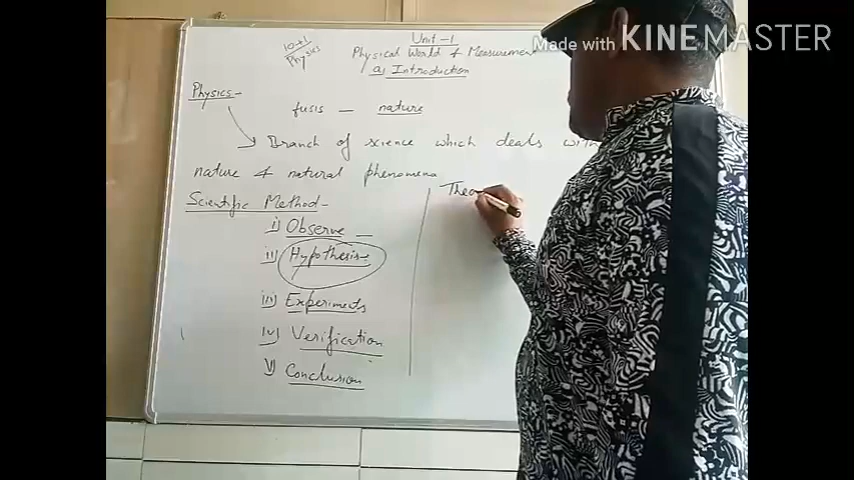 Made with KINEMASTER
10+1
Physics
Unit-1
Physical World & Measurement
a) Introduction
Physics-
fusis — nature
Branch of science which deals with
nature & natural phenomena
Scientific Method-
i) Observe —
ii) Hypothesis-
iii) Experiments
iv) Verification
v) Conclusion
Theo